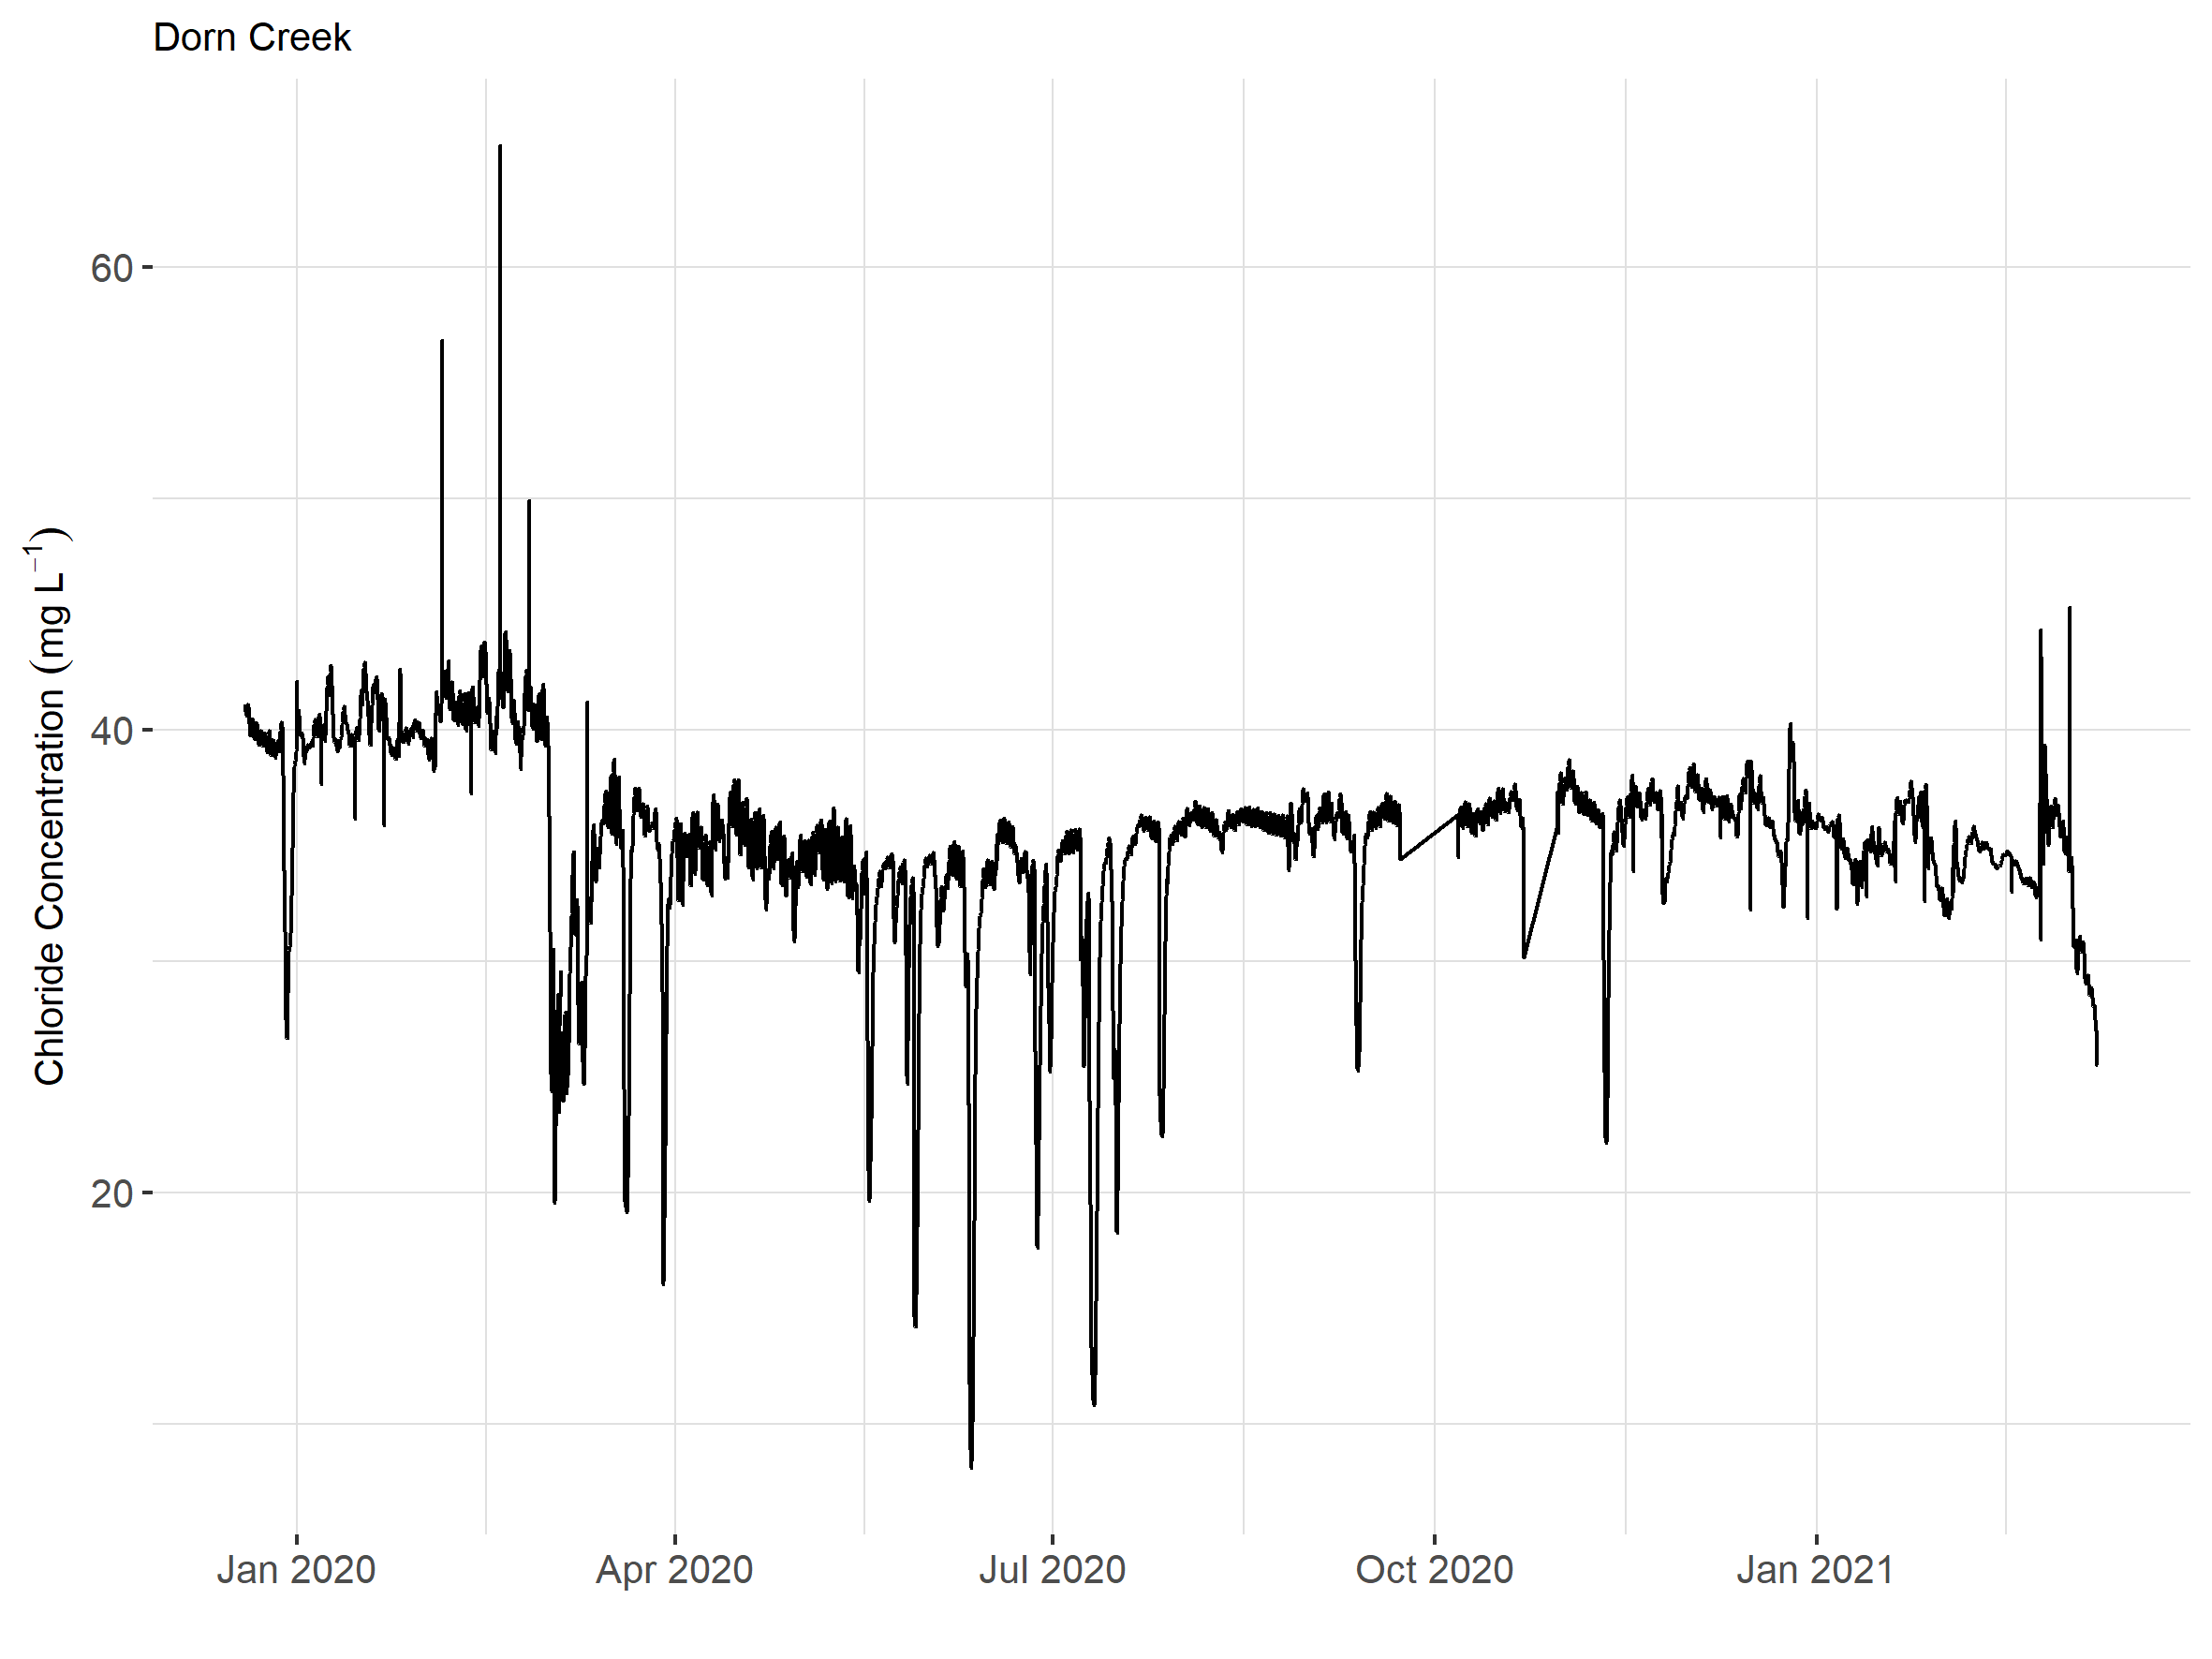 Dorn Creek
Chloride Concentration (mg L⁻¹)
60
40
20
Jan 2020
Apr 2020
Jul 2020
Oct 2020
Jan 2021